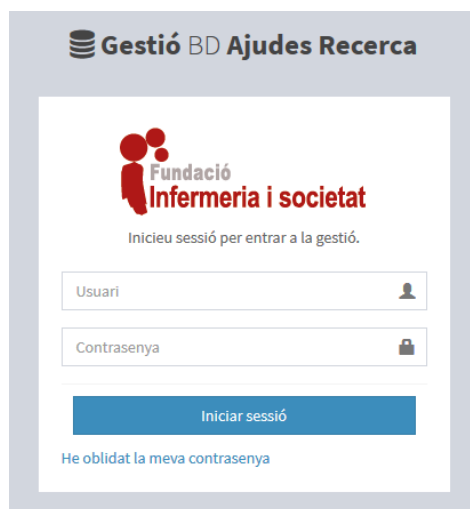 Gestió BD Ajudes Recerca
Fundació
Infermeria i societat
Inicieu sessió per entrar a la gestió.
Usuari
Contrasenya
Iniciar sessió
He oblidat la meva contrasenya